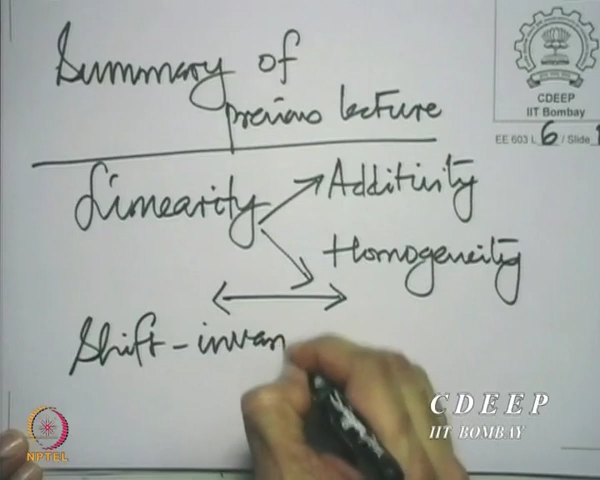 Summary of
previous lecture
Linearity
Additivity
Homogeneity
Shift-invan
CDEEP
IIT Bombay
EE 603 L 6 / Slide 1
CDEEP
IIT BOMBAY
NPTEL